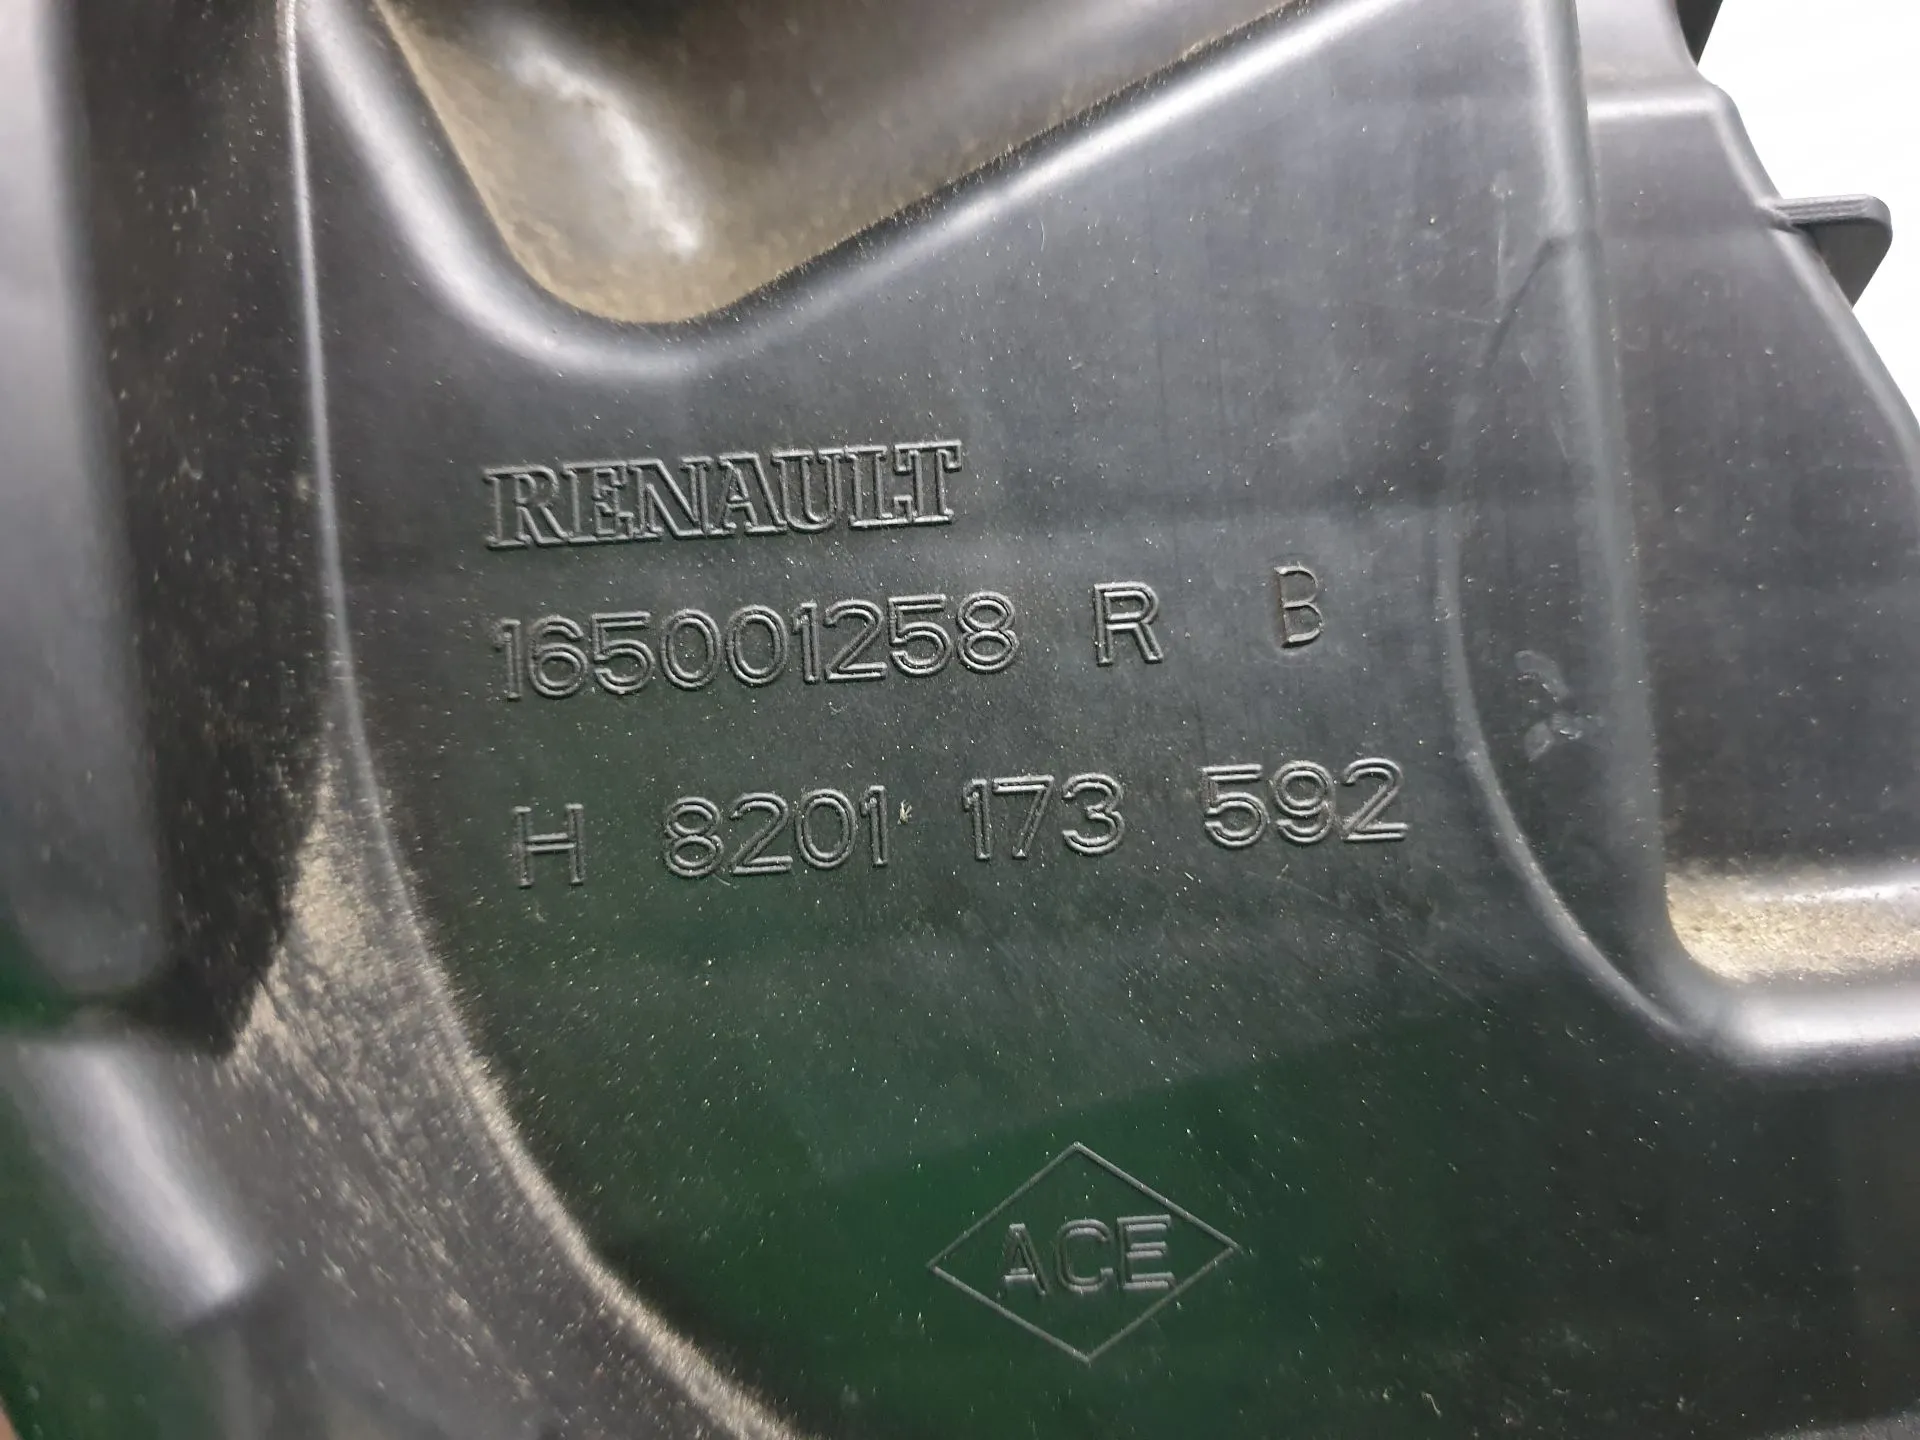 RENAULT
165001258 R B
H 8201 173 592
ACE